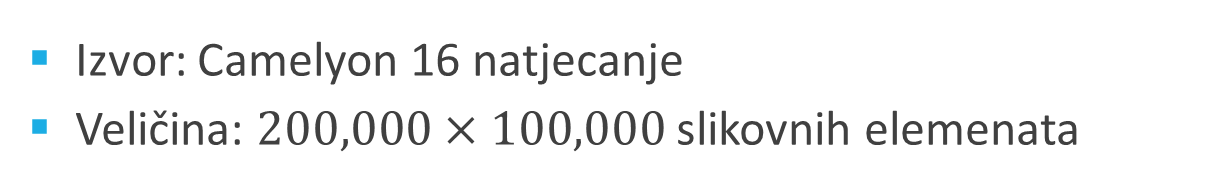 ▪ Izvor: Camelyon 16 natjecanje
▪ Veličina: 200,000 × 100,000 slikovnih elemenata